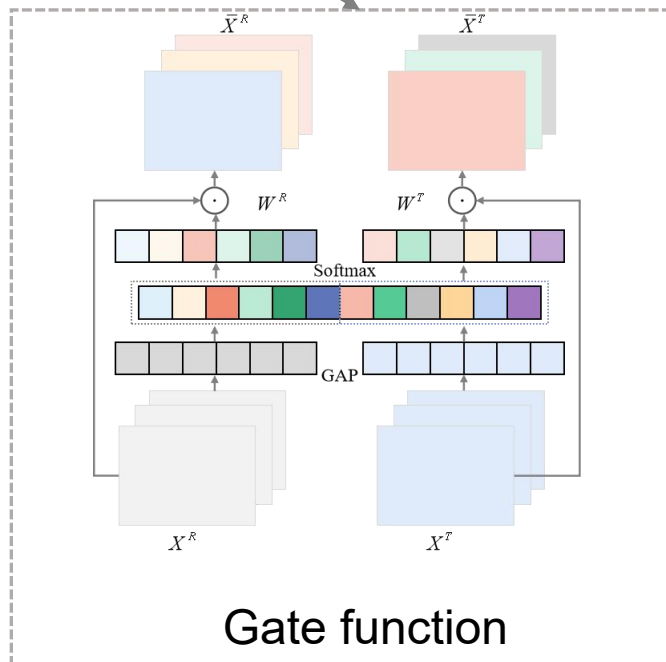 X̄^R X̄^T
W^R W^T
Softmax
GAP
X^R X^T
Gate function